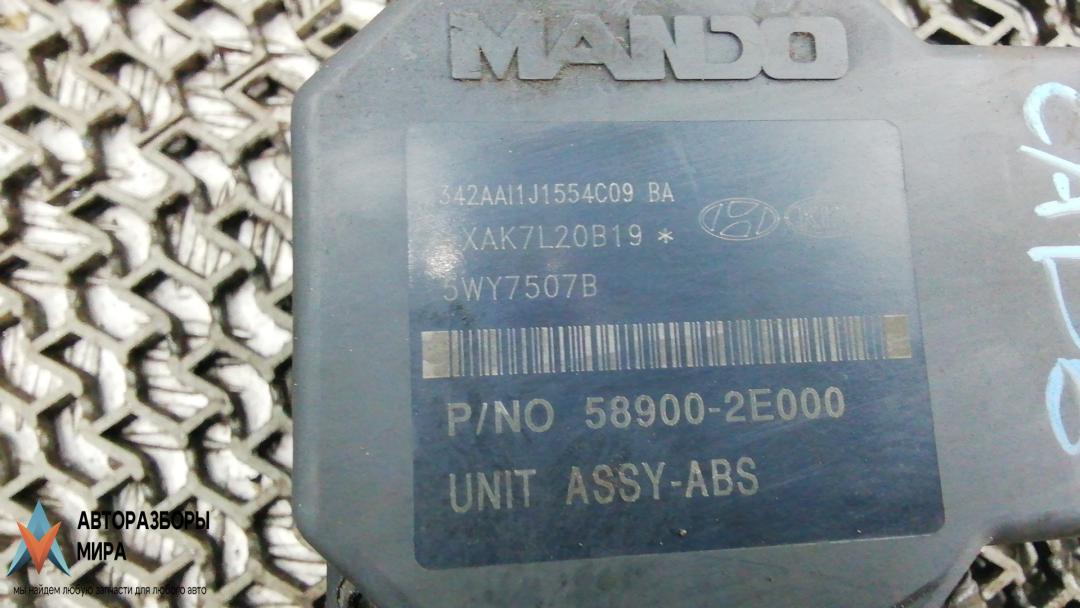 MANDO
342AAI1J1554C09 BA
XAK7L20B19 *
5WY7507B
P/NO 58900-2E000
UNIT ASSY-ABS
АВТОРАЗБОРЫ
МИРА
мы найдем любую запчасти для любого авто